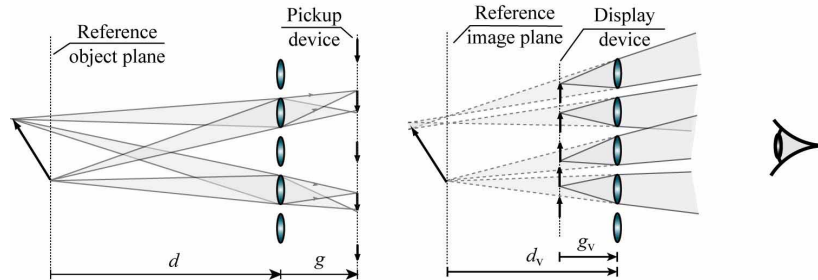 Reference
object plane
Pickup
device
Reference
image plane
Display
device
d
g
g_v
d_v